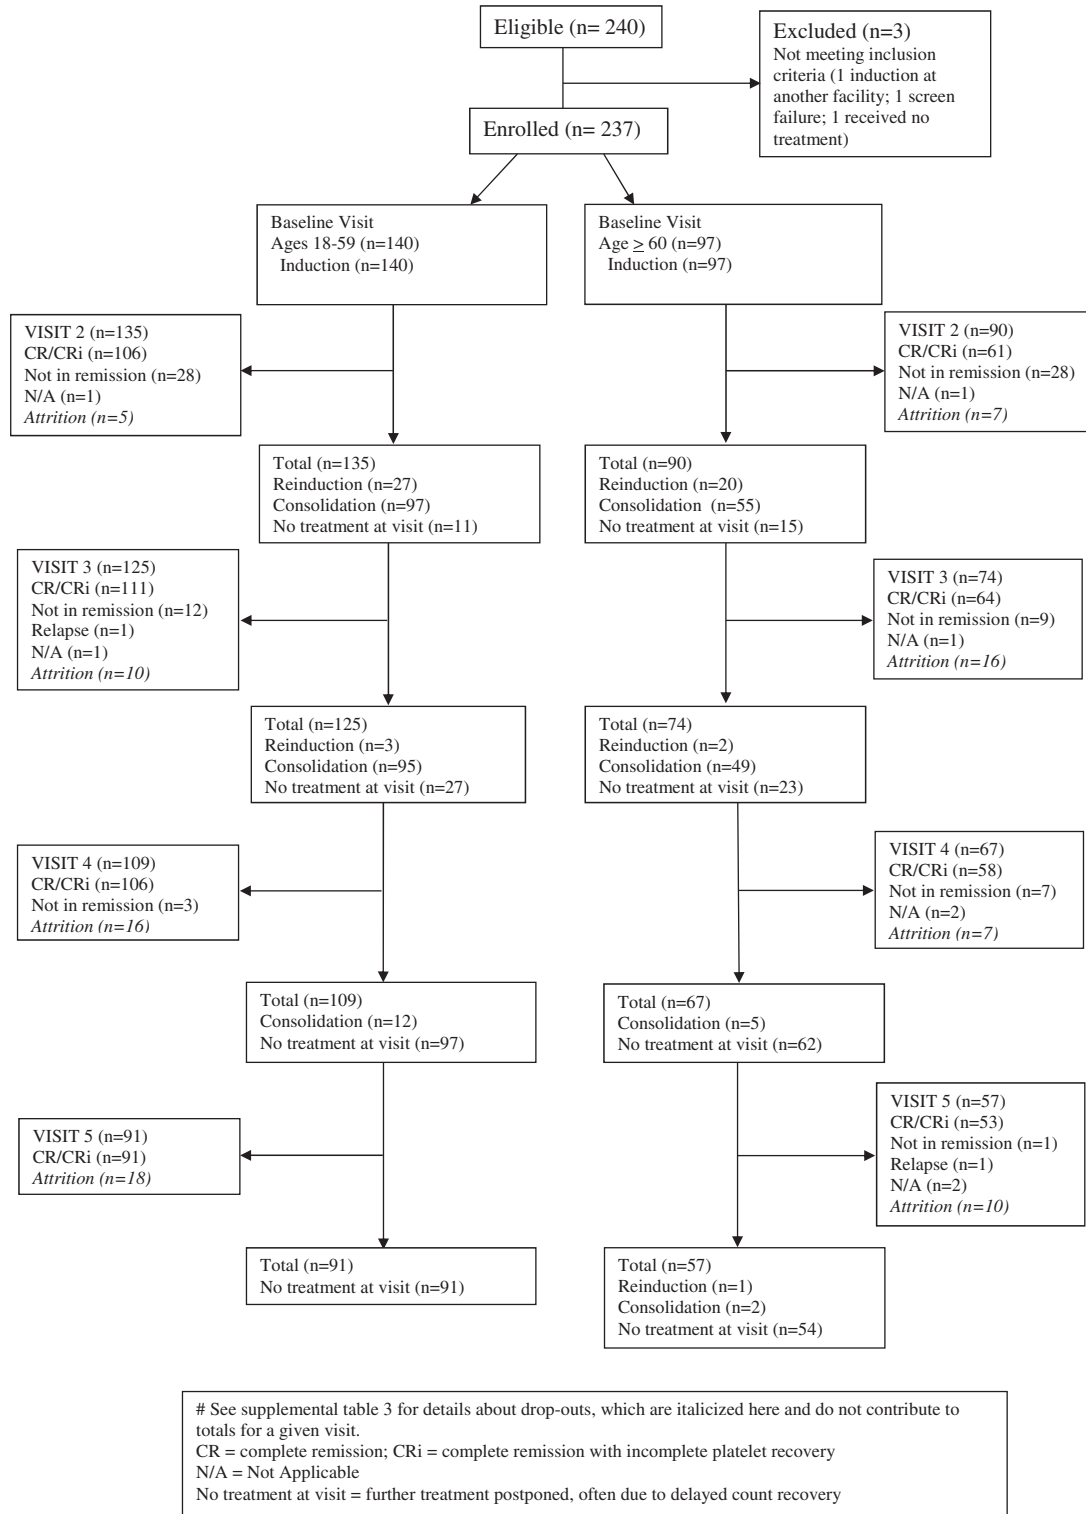 Eligible (n= 240)
Excluded (n=3)
Not meeting inclusion
criteria (1 induction at
another facility; 1 screen
failure; 1 received no
treatment)
Enrolled (n= 237)
Baseline Visit
Ages 18-59 (n=140)
Induction (n=140)
Baseline Visit
Age ≥ 60 (n=97)
Induction (n=97)
VISIT 2 (n=135)
CR/CRi (n=106)
Not in remission (n=28)
N/A (n=1)
Attrition (n=5)
VISIT 2 (n=90)
CR/CRi (n=61)
Not in remission (n=28)
N/A (n=1)
Attrition (n=7)
Total (n=135)
Reinduction (n=27)
Consolidation (n=97)
No treatment at visit (n=11)
Total (n=90)
Reinduction (n=20)
Consolidation (n=55)
No treatment at visit (n=15)
VISIT 3 (n=125)
CR/CRi (n=111)
Not in remission (n=12)
Relapse (n=1)
N/A (n=1)
Attrition (n=10)
VISIT 3 (n=74)
CR/CRi (n=64)
Not in remission (n=9)
N/A (n=1)
Attrition (n=16)
Total (n=125)
Reinduction (n=3)
Consolidation (n=95)
No treatment at visit (n=27)
Total (n=74)
Reinduction (n=2)
Consolidation (n=49)
No treatment at visit (n=23)
VISIT 4 (n=109)
CR/CRi (n=106)
Not in remission (n=3)
Attrition (n=16)
VISIT 4 (n=67)
CR/CRi (n=58)
Not in remission (n=7)
N/A (n=2)
Attrition (n=7)
Total (n=109)
Consolidation (n=12)
No treatment at visit (n=97)
Total (n=67)
Consolidation (n=5)
No treatment at visit (n=62)
VISIT 5 (n=91)
CR/CRi (n=91)
Attrition (n=18)
VISIT 5 (n=57)
CR/CRi (n=53)
Not in remission (n=1)
Relapse (n=1)
N/A (n=2)
Attrition (n=10)
Total (n=91)
No treatment at visit (n=91)
Total (n=57)
Reinduction (n=1)
Consolidation (n=2)
No treatment at visit (n=54)
# See supplemental table 3 for details about drop-outs, which are italicized here and do not contribute to
totals for a given visit.
CR = complete remission; CRi = complete remission with incomplete platelet recovery
N/A = Not Applicable
No treatment at visit = further treatment postponed, often due to delayed count recovery